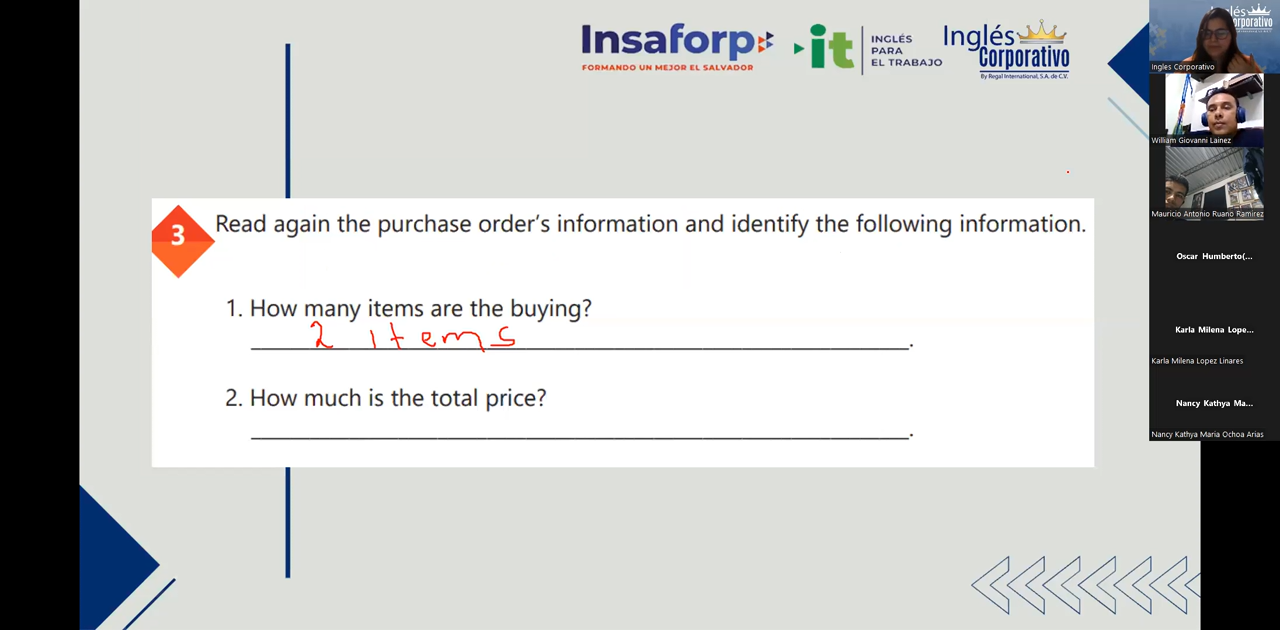 Insaforp
FORMANDO UN MEJOR EL SALVADOR
it
INGLÉS
PARA
EL TRABAJO
Inglés
Corporativo
By Regal International, S.A. de C.V.
3
Read again the purchase order's information and identify the following information.
1. How many items are the buying?
2 items
2. How much is the total price?
Ingles Corporativo
William Giovanni Lainez
Mauricio Antonio Ruano Ramirez
Oscar Humberto(...
Karla Milena Lope...
Karla Milena Lopez Linares
Nancy Kathya Ma...
Nancy Kathya Maria Ochoa Arias